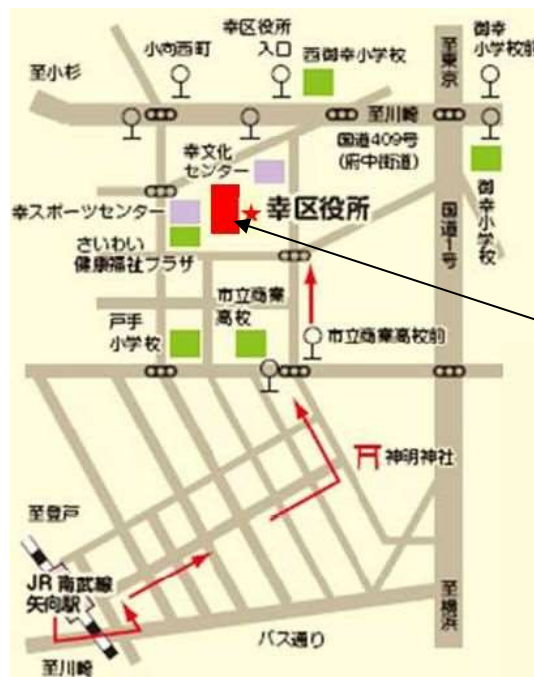 小向西町
幸区役所
入口
西御幸小学校
至東京
御幸
小学校前
至小杉
至川崎
国道409号
(府中街道)
幸文化
センター
幸スポーツセンター
幸区役所
国道1号
御幸小学校
さいわい
健康福祉プラザ
市立商業
高校
戸手
小学校
市立商業高校前
神明神社
至登戸
JR南武線
矢向駅
バス通り
至横浜
至川崎